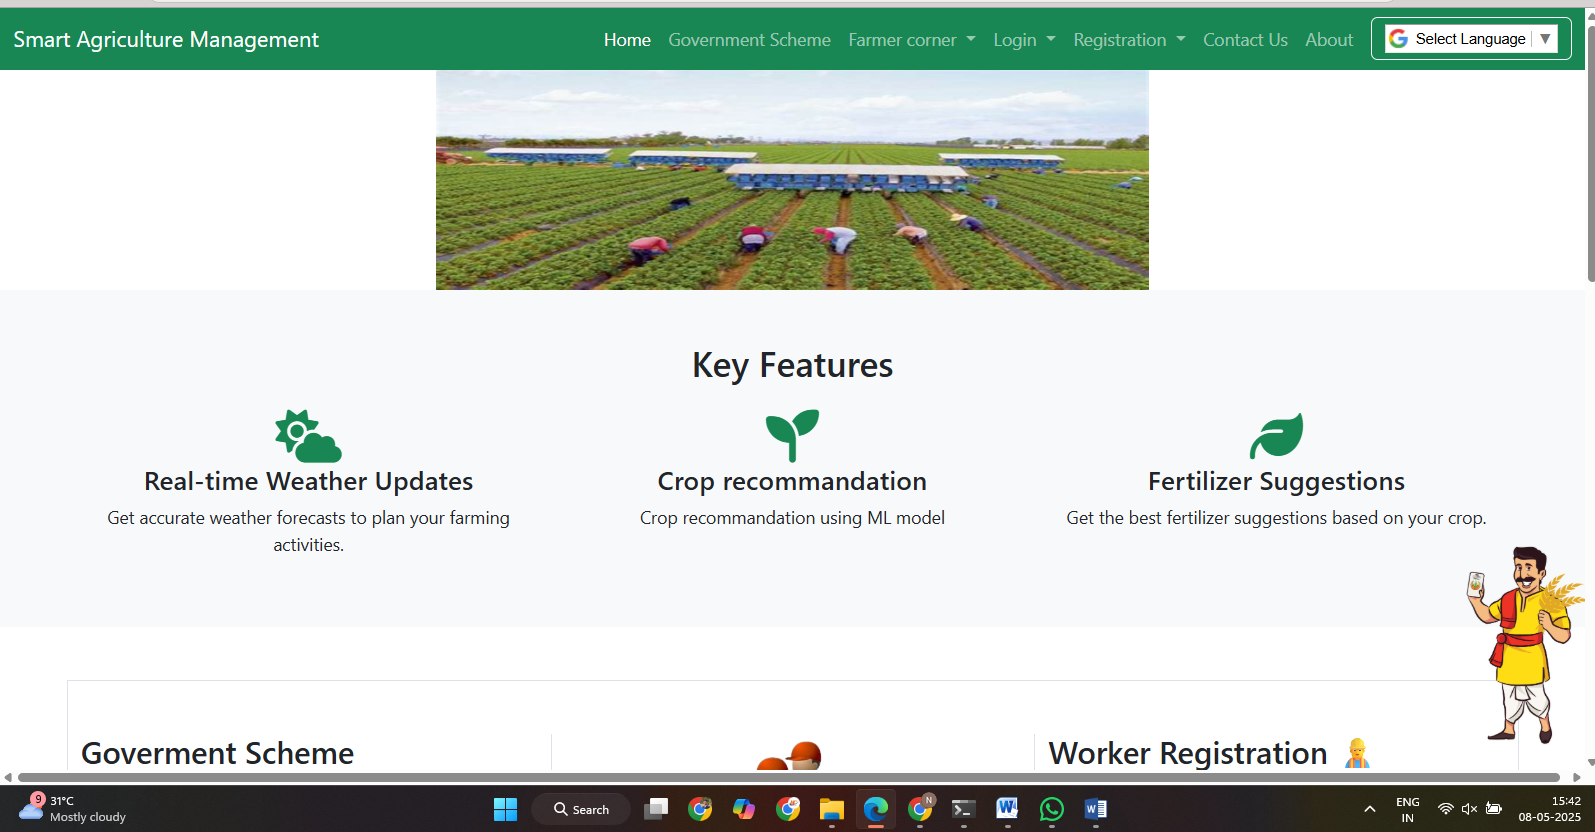 Smart Agriculture Management
Home Government Scheme Farmer corner Login Registration Contact Us About Select Language ▼
Key Features
Real-time Weather Updates
Get accurate weather forecasts to plan your farming
activities.
Crop recommandation
Crop recommandation using ML model
Fertilizer Suggestions
Get the best fertilizer suggestions based on your crop.
Goverment Scheme
Worker Registration
9
31°C
Mostly cloudy
Search
N
ENG
IN
15:42
08-05-2025